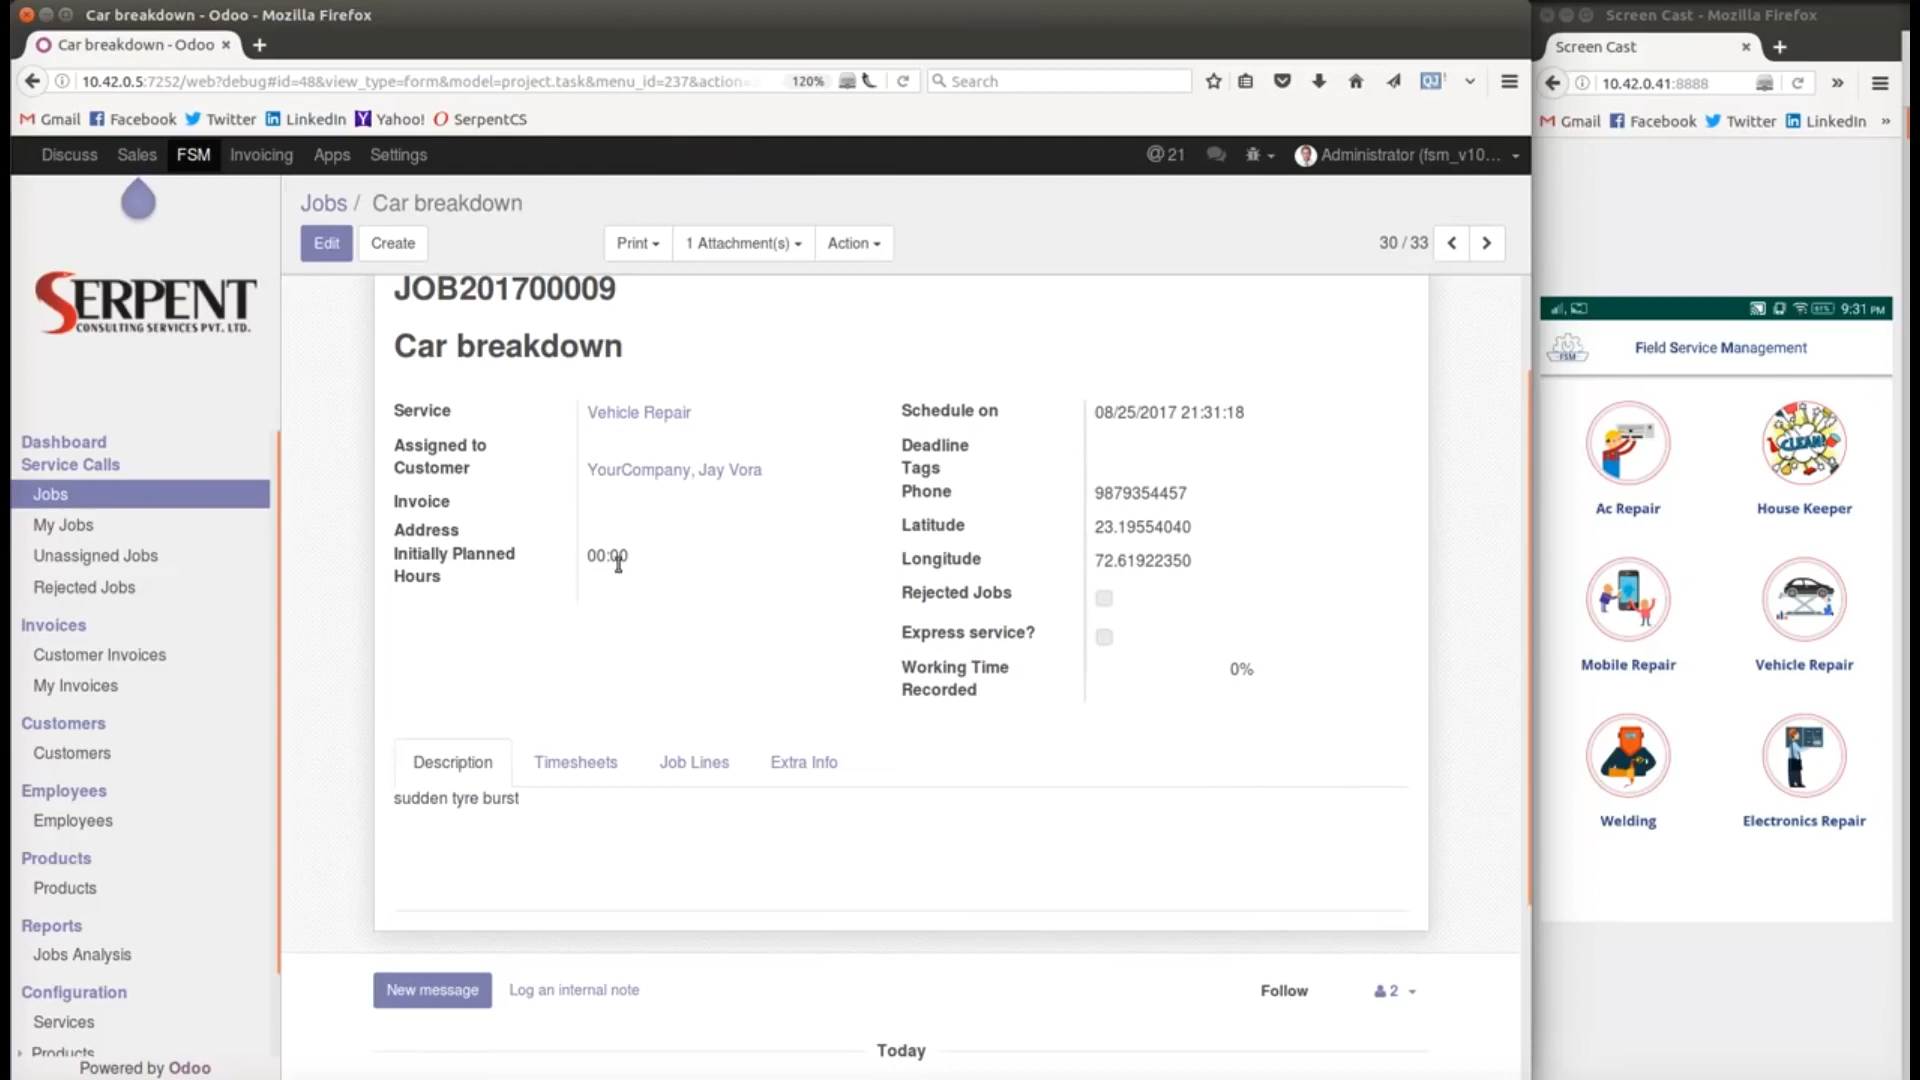 Car breakdown - Odoo - Mozilla Firefox
Car breakdown - Odoo × +
10.42.0.5:7252/web?debug#id=48&view_type=form&model=project.task&menu_id=237&action= 120% Search
Gmail Facebook Twitter LinkedIn Yahoo! SerpentCS
Discuss Sales FSM Invoicing Apps Settings @ 21 Administrator (fsm_v10...
SERPENT
CONSULTING SERVICES PVT. LTD.
Dashboard
Service Calls
Jobs
My Jobs
Unassigned Jobs
Rejected Jobs
Invoices
Customer Invoices
My Invoices
Customers
Customers
Employees
Employees
Products
Products
Reports
Jobs Analysis
Configuration
Services
Products
Powered by Odoo
Jobs / Car breakdown
Edit Create Print 1 Attachment(s) Action 30 / 33
JOB201700009
Car breakdown
Service Vehicle Repair
Assigned to
Customer YourCompany, Jay Vora
Invoice
Address
Initially Planned Hours 00:00
Schedule on 08/25/2017 21:31:18
Deadline
Tags
Phone 9879354457
Latitude 23.19554040
Longitude 72.61922350
Rejected Jobs
Express service?
Working Time Recorded 0%
Description Timesheets Job Lines Extra Info
sudden tyre burst
New message Log an internal note Follow 2
Today
Screen Cast - Mozilla Firefox
Screen Cast × +
10.42.0.41:8888
Gmail Facebook Twitter LinkedIn »
61% 9:31 PM
FSM Field Service Management
CLEAN!
Ac Repair House Keeper
Mobile Repair Vehicle Repair
Welding Electronics Repair